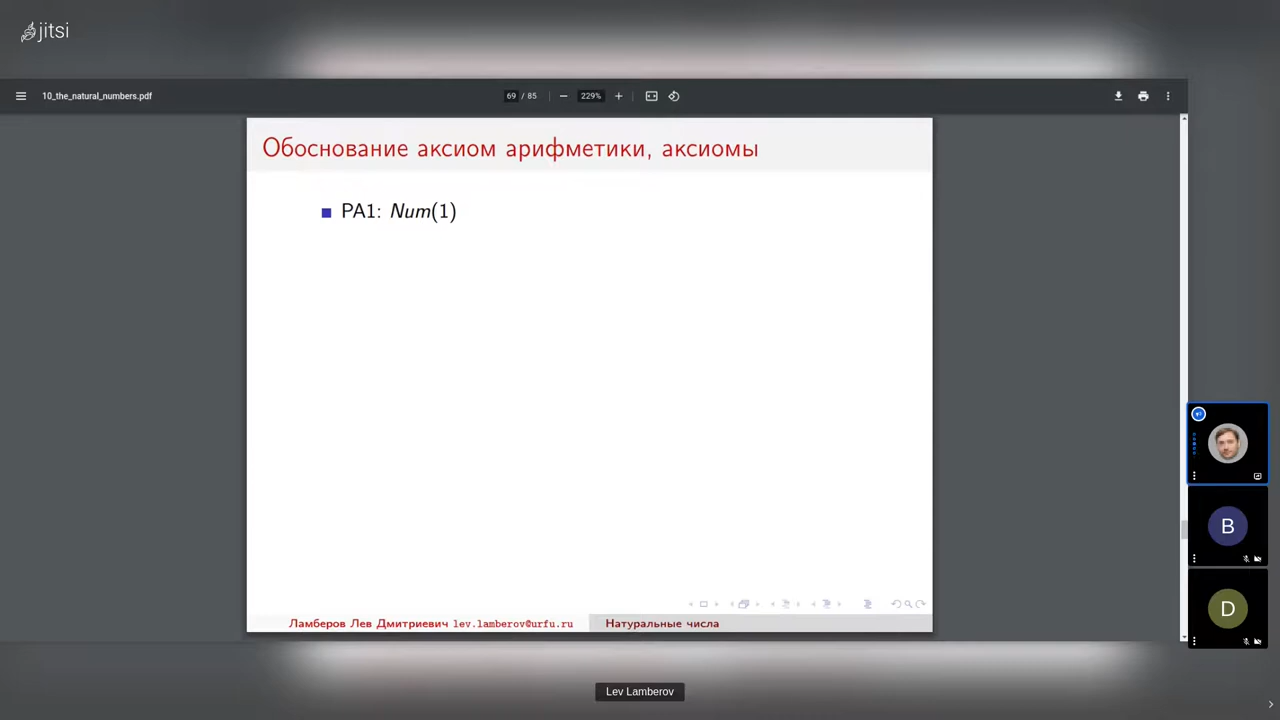 jitsi
10_the_natural_numbers.pdf
69 / 85
229%
Обоснование аксиом арифметики, аксиомы
PA1: Num(1)
Ламберов Лев Дмитриевич lev.lamberov@urfu.ru
Натуральные числа
B
D
Lev Lamberov